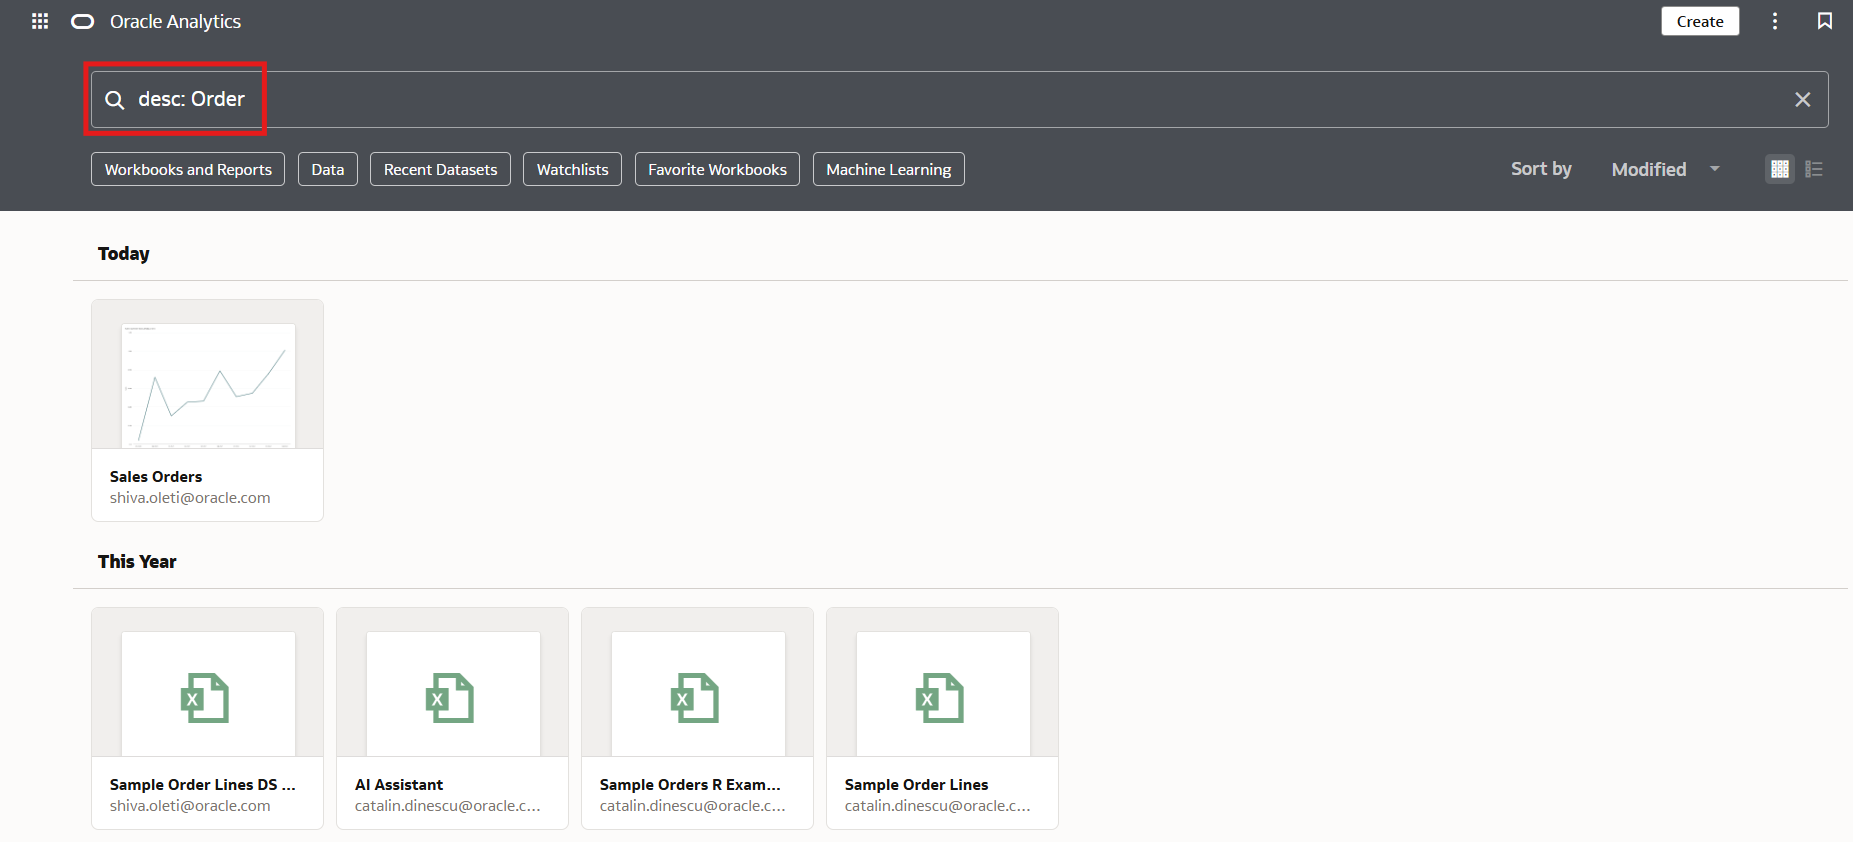 Oracle Analytics
Create
desc: Order
Workbooks and Reports
Data
Recent Datasets
Watchlists
Favorite Workbooks
Machine Learning
Sort by
Modified
Today
Sales Orders
shiva.oleti@oracle.com
This Year
X
X
X
X
Sample Order Lines DS ...
shiva.oleti@oracle.com
AI Assistant
catalin.dinescu@oracle.c...
Sample Orders R Exam...
catalin.dinescu@oracle.c...
Sample Order Lines
catalin.dinescu@oracle.c...